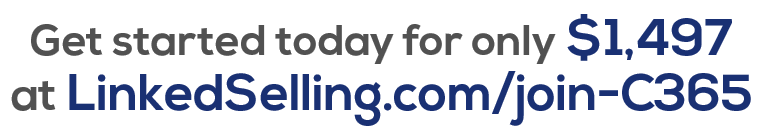 Get started today for only $1,497
at LinkedSelling.com/join-C365